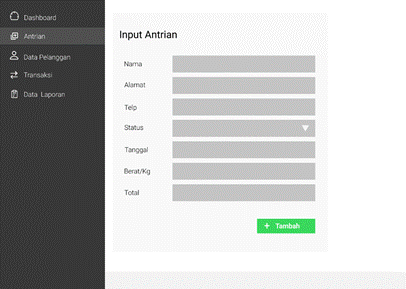 Dashboard
Antrian
Data Pelanggan
Transaksi
Data Laporan
Input Antrian
Nama
Alamat
Telp
Status
Tanggal
Berat/Kg
Total
+ Tambah